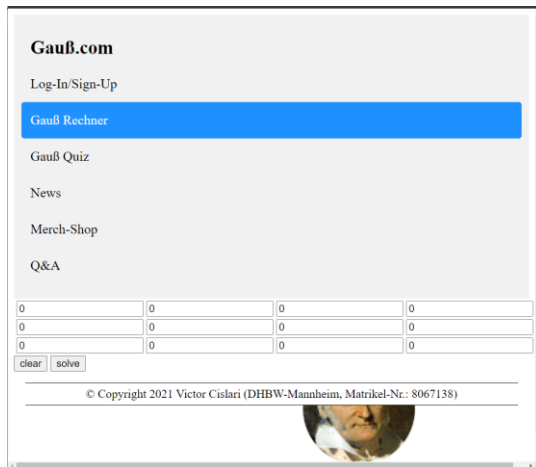 Gauß.com
Log-In/Sign-Up
Gauß Rechner
Gauß Quiz
News
Merch-Shop
Q&A
0 0 0 0
0 0 0 0
0 0 0 0
clear solve
© Copyright 2021 Victor Cislari (DHBW-Mannheim, Matrikel-Nr.: 8067138)